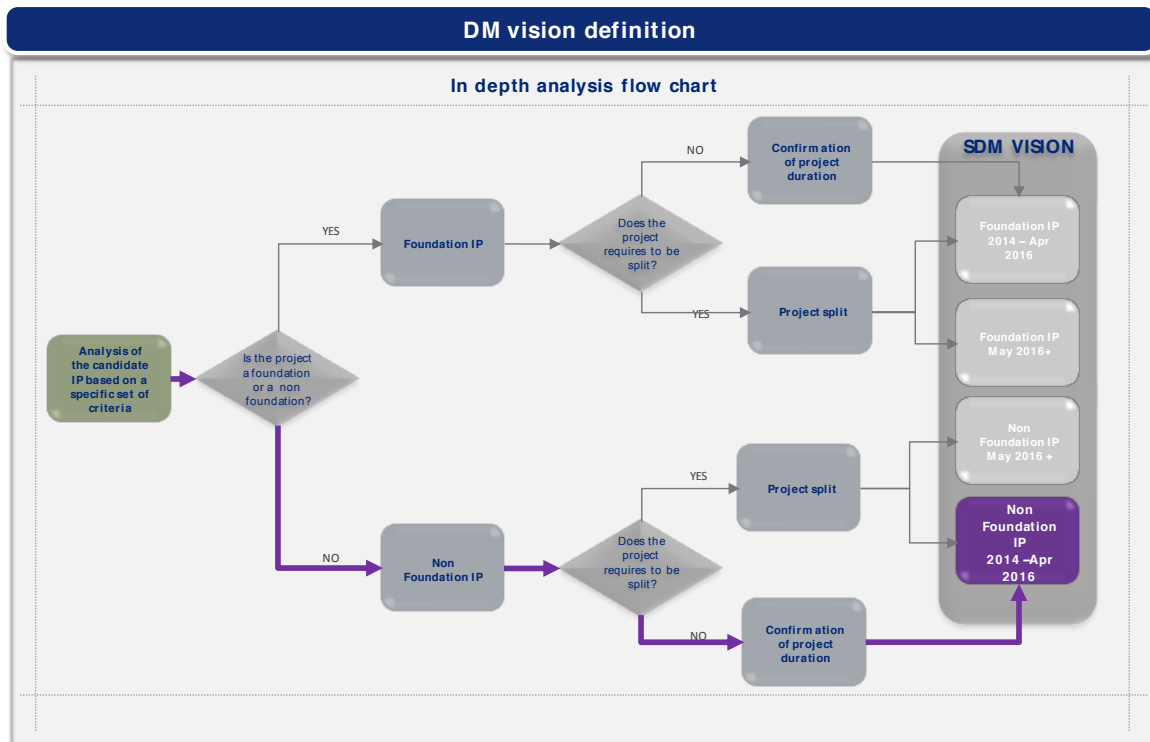 DM vision definition
In depth analysis flow chart
NO
Confirmation
of project
duration
SDM VISION
YES
Foundation IP
Does the
project
requires to be
split?
Foundation IP
2014 – Apr
2016
YES
Project split
Foundation IP
May 2016+
Analysis of
the candidate
IP based on a
specific set of
criteria
Is the project
a foundation
or a non
foundation?
Non
Foundation IP
May 2016 +
YES
Project split
Non
Foundation
IP
2014 –Apr
2016
NO
Non
Foundation IP
Does the
project
requires to be
split?
NO
Confirmation
of project
duration